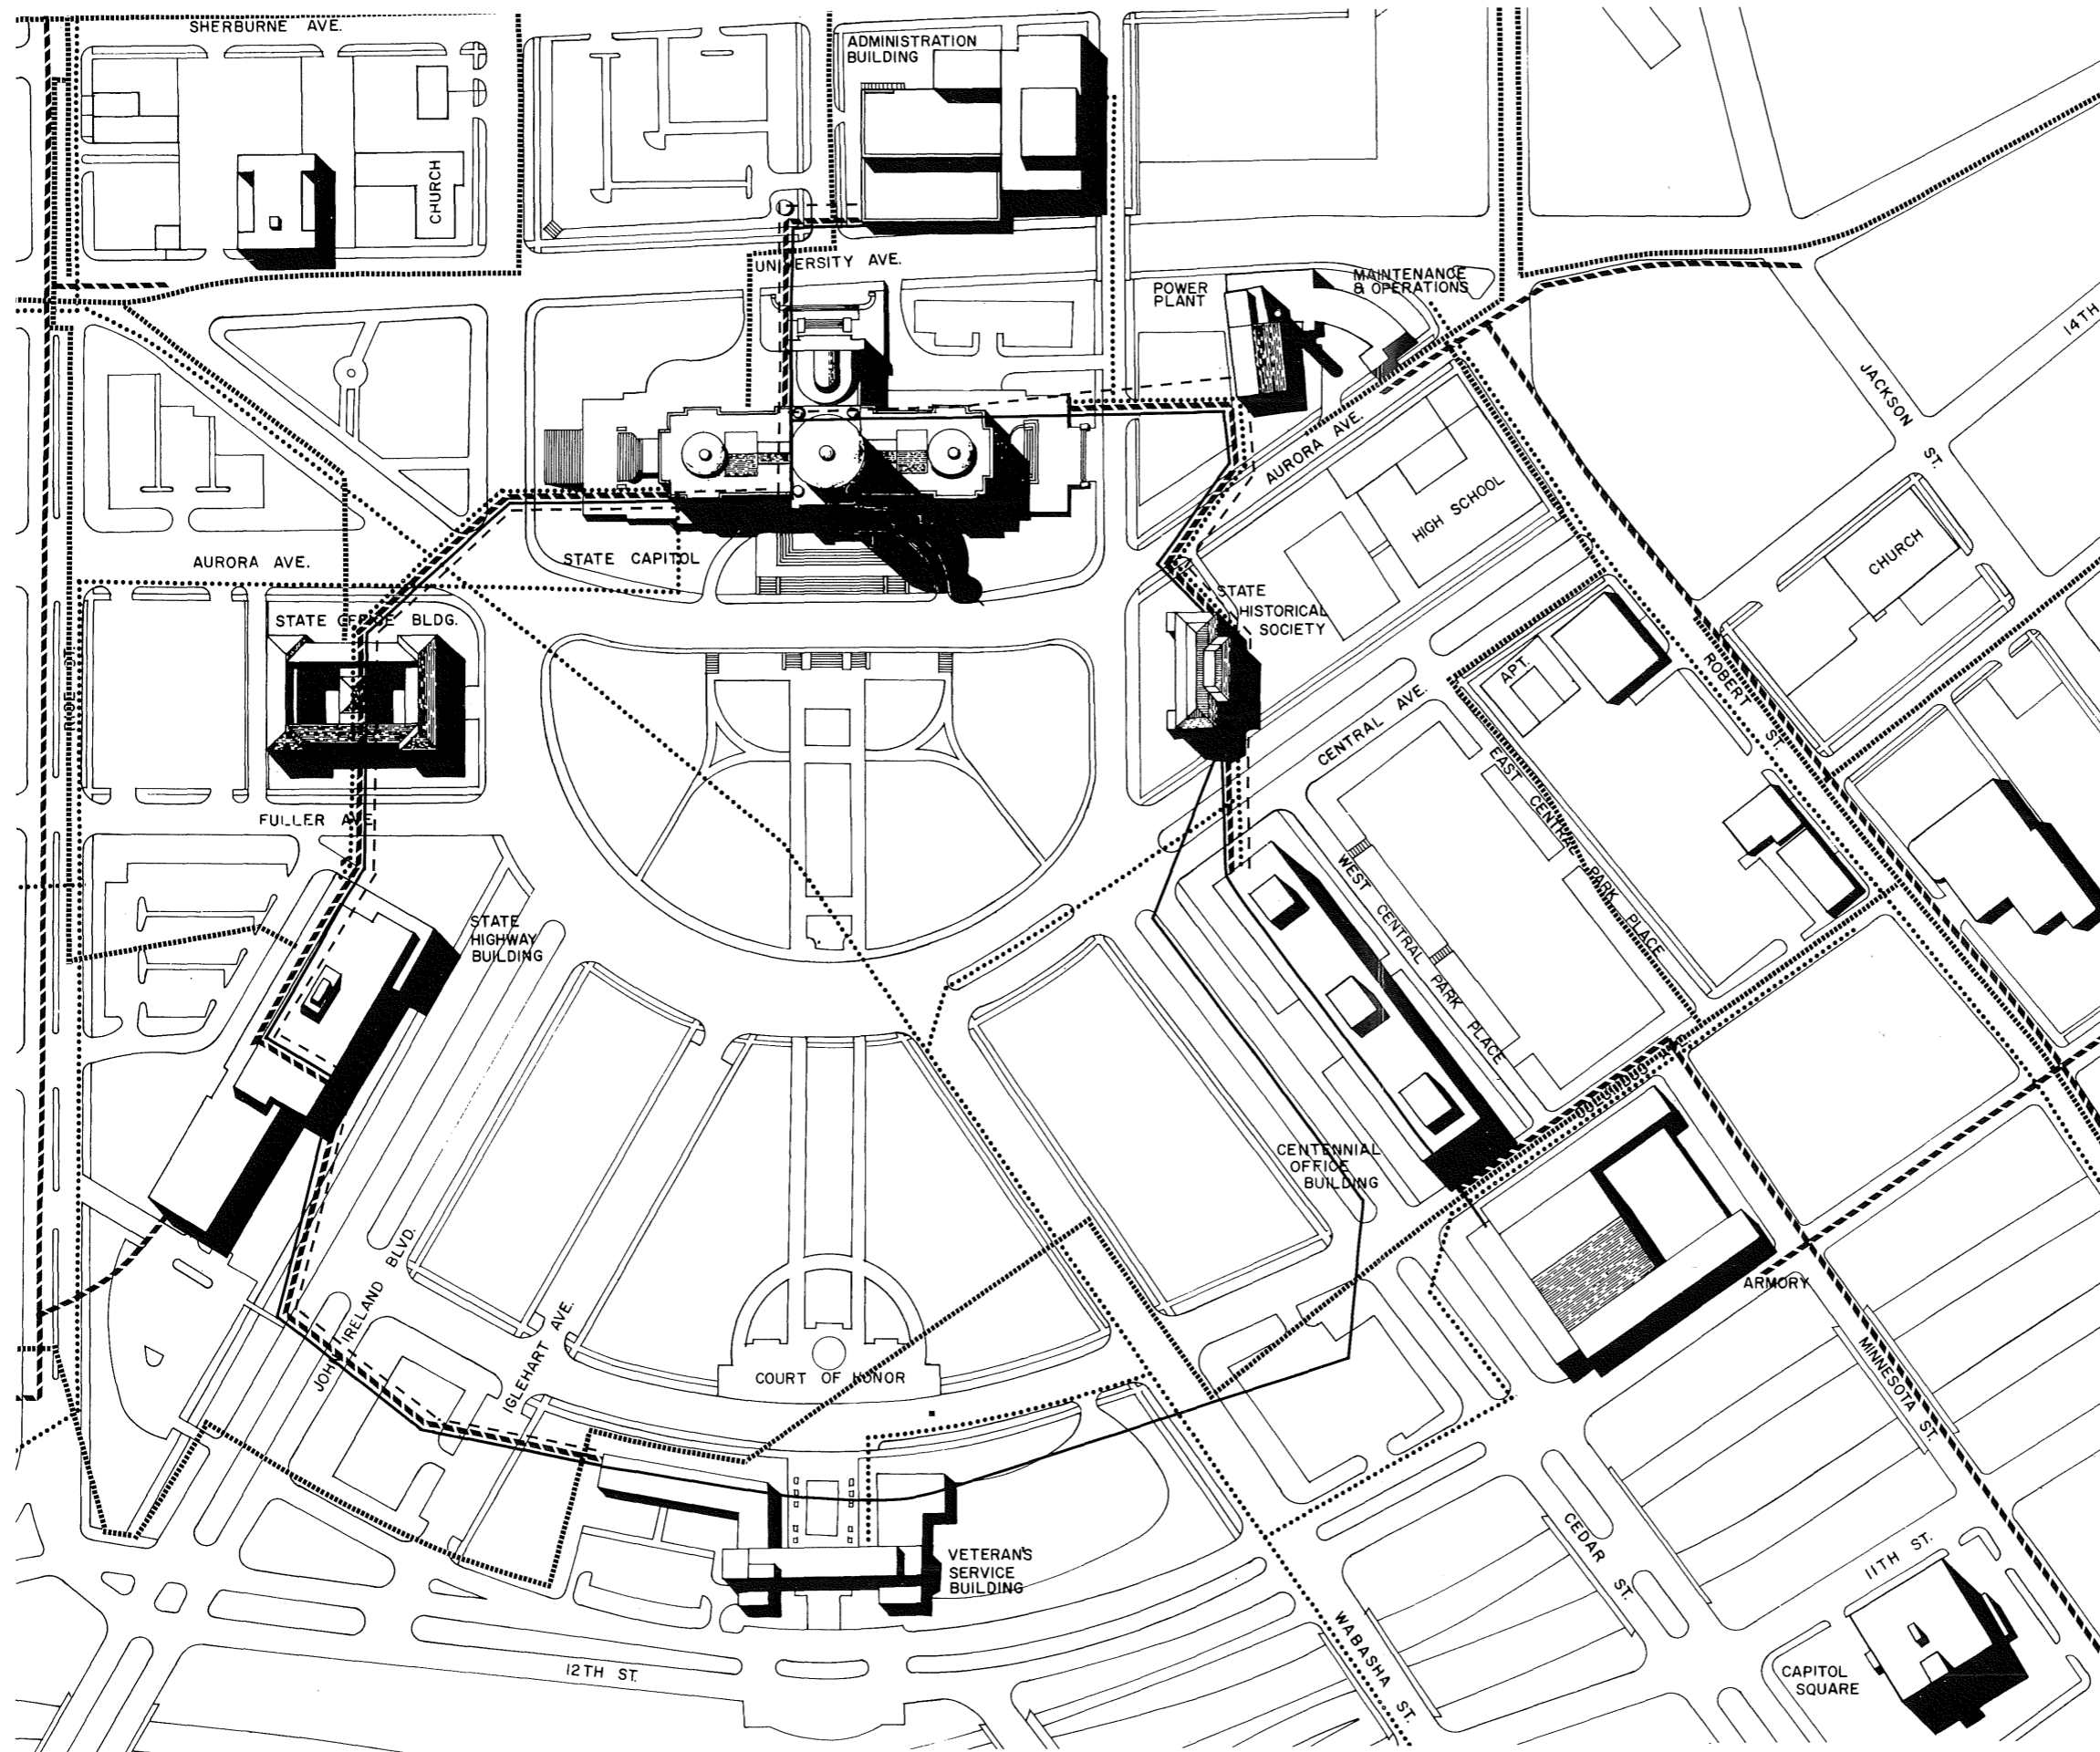 SHERBURNE AVE.
ADMINISTRATION
BUILDING
CHURCH
UNIVERSITY AVE.
POWER
PLANT
MAINTENANCE
& OPERATIONS
14TH
JACKSON ST.
AURORA AVE.
HIGH SCHOOL
CHURCH
AURORA AVE.
STATE CAPITOL
STATE OFFICE BLDG.
STATE
HISTORICAL
SOCIETY
APT.
ROBERT ST.
CENTRAL AVE.
EAST CENTRAL PARK PLACE
FULLER AVE.
WEST CENTRAL PARK PLACE
STATE
HIGHWAY
BUILDING
COLUMBUS
CENTENNIAL
OFFICE
BUILDING
ARMORY
JOHN IRELAND BLVD.
IGLEHART AVE.
COURT OF HONOR
MINNESOTA ST.
CEDAR ST.
11TH ST.
VETERAN'S
SERVICE
BUILDING
12TH ST.
WABASHA ST.
CAPITOL
SQUARE